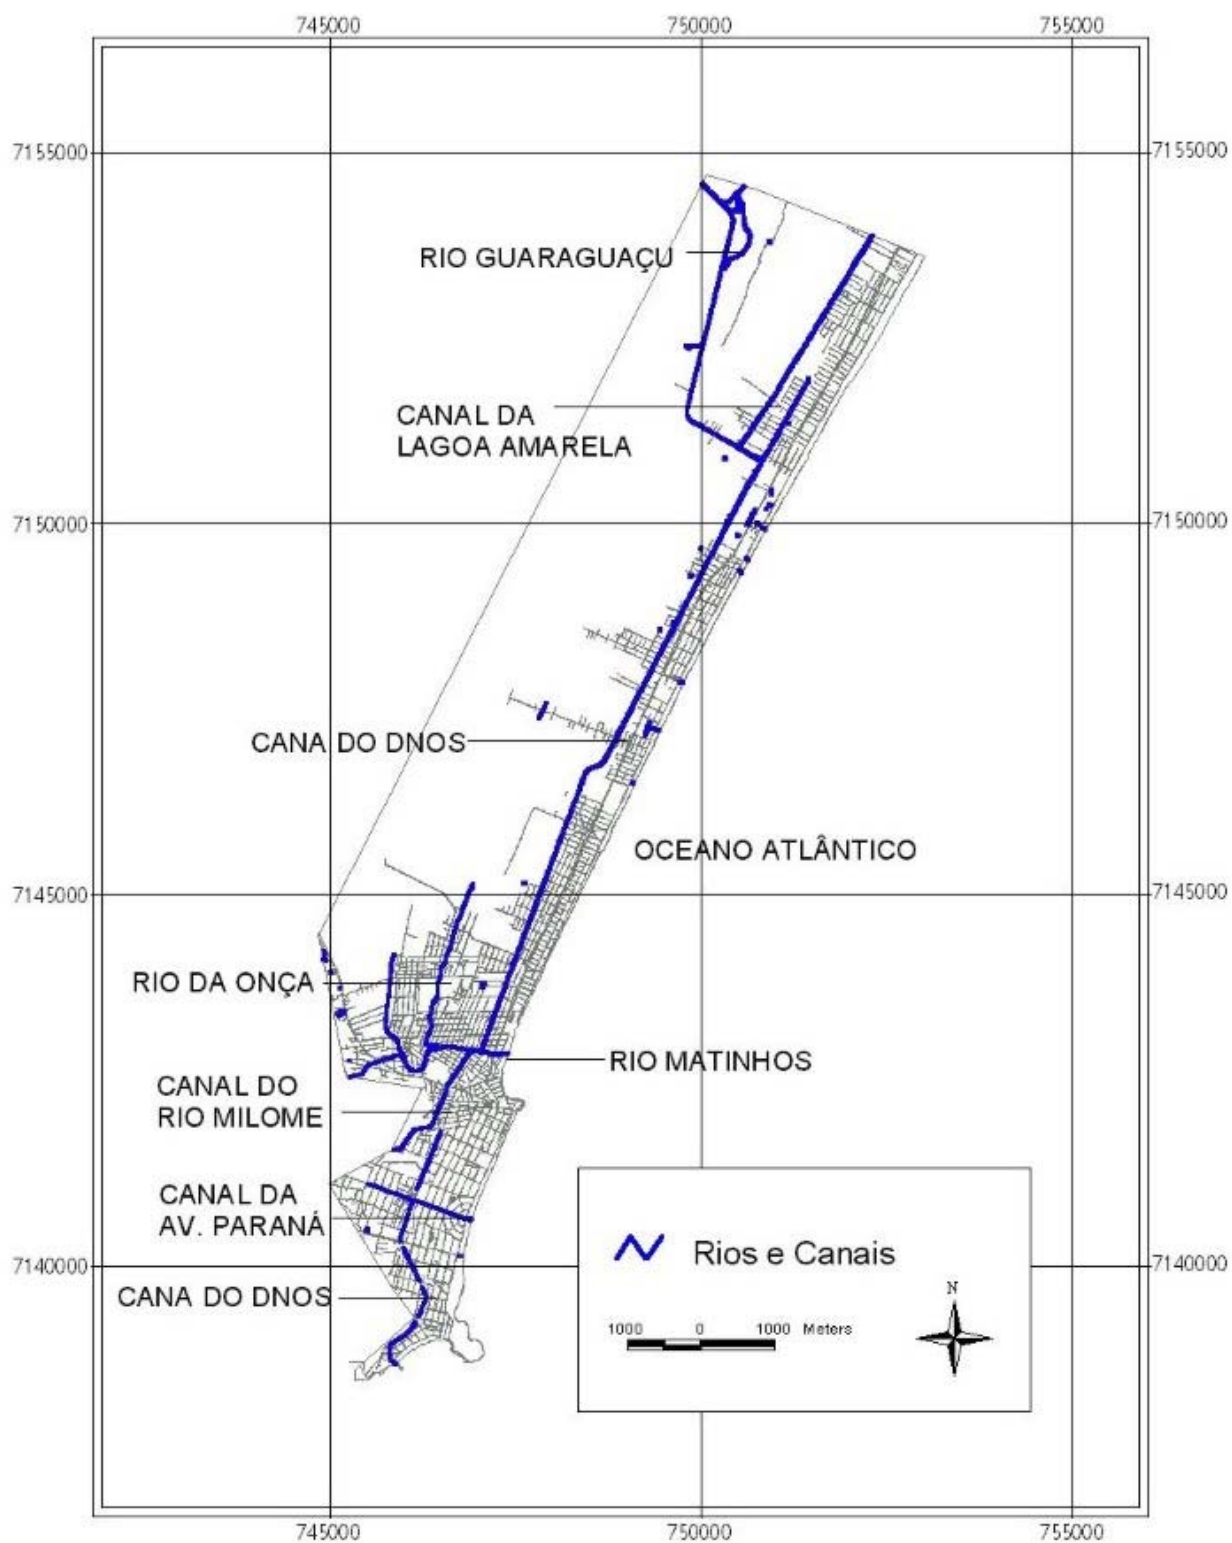 745000 750000 755000
7155000 7155000
RIO GUARAGUAÇU
CANAL DA
LAGOA AMARELA
7150000 7150000
CANA DO DNOS
OCEANO ATLÂNTICO
7145000 7145000
RIO DA ONÇA
RIO MATINHOS
CANAL DO
RIO MILOME
CANAL DA
AV. PARANÁ
Rios e Canais
7140000 7140000
N
CANA DO DNOS
1000 0 1000 Meters
745000 750000 755000